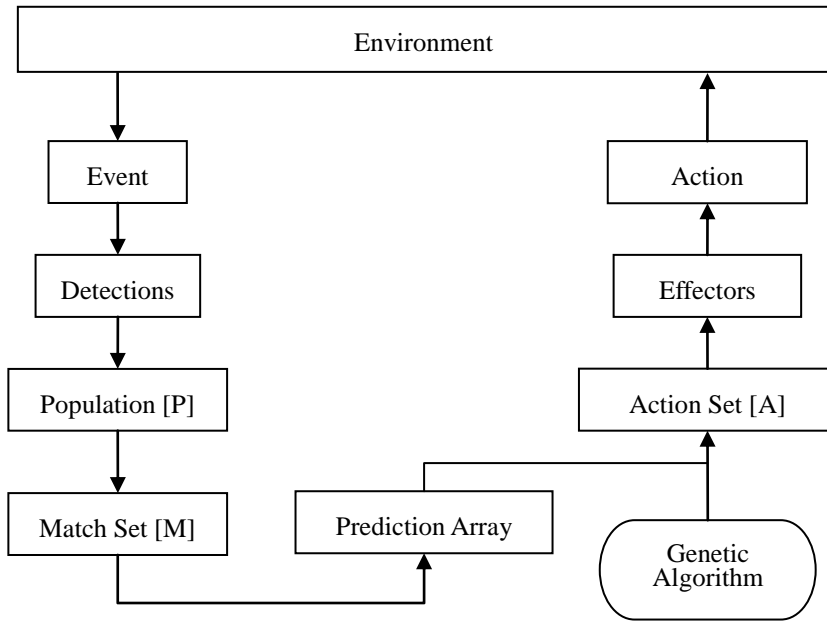 Environment
Event
Action
Detections
Effectors
Population [P]
Action Set [A]
Match Set [M]
Prediction Array
Genetic
Algorithm